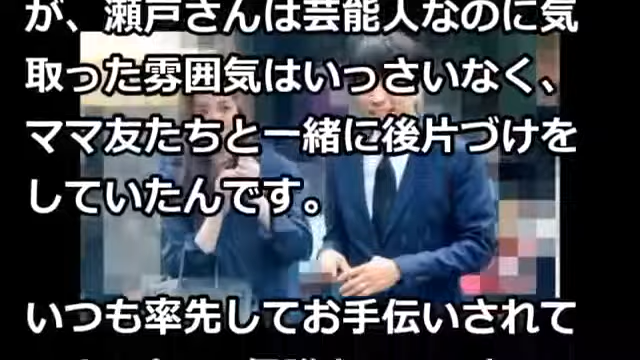 が、瀬戸さんは芸能人なのに気
取った雰囲気はいっさいなく、
ママ友たちと一緒に後片づけを
していたんです。
いつも率先してお手伝いされて